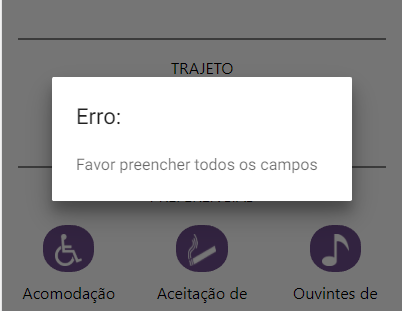 TRAJETO
Erro:
Favor preencher todos os campos
Acomodação
Aceitação de
Ouvintes de